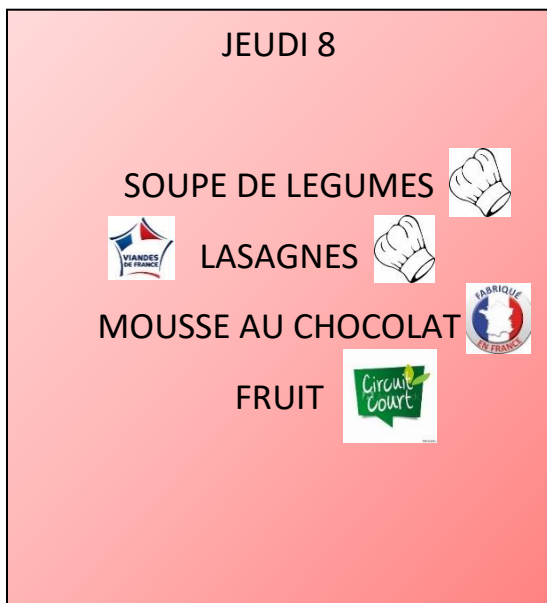 JEUDI 8
SOUPE DE LEGUMES
VIANDES
DE FRANCE
LASAGNES
MOUSSE AU CHOCOLAT
FABRIQUÉ
EN FRANCE
FRUIT
Circuit
Court